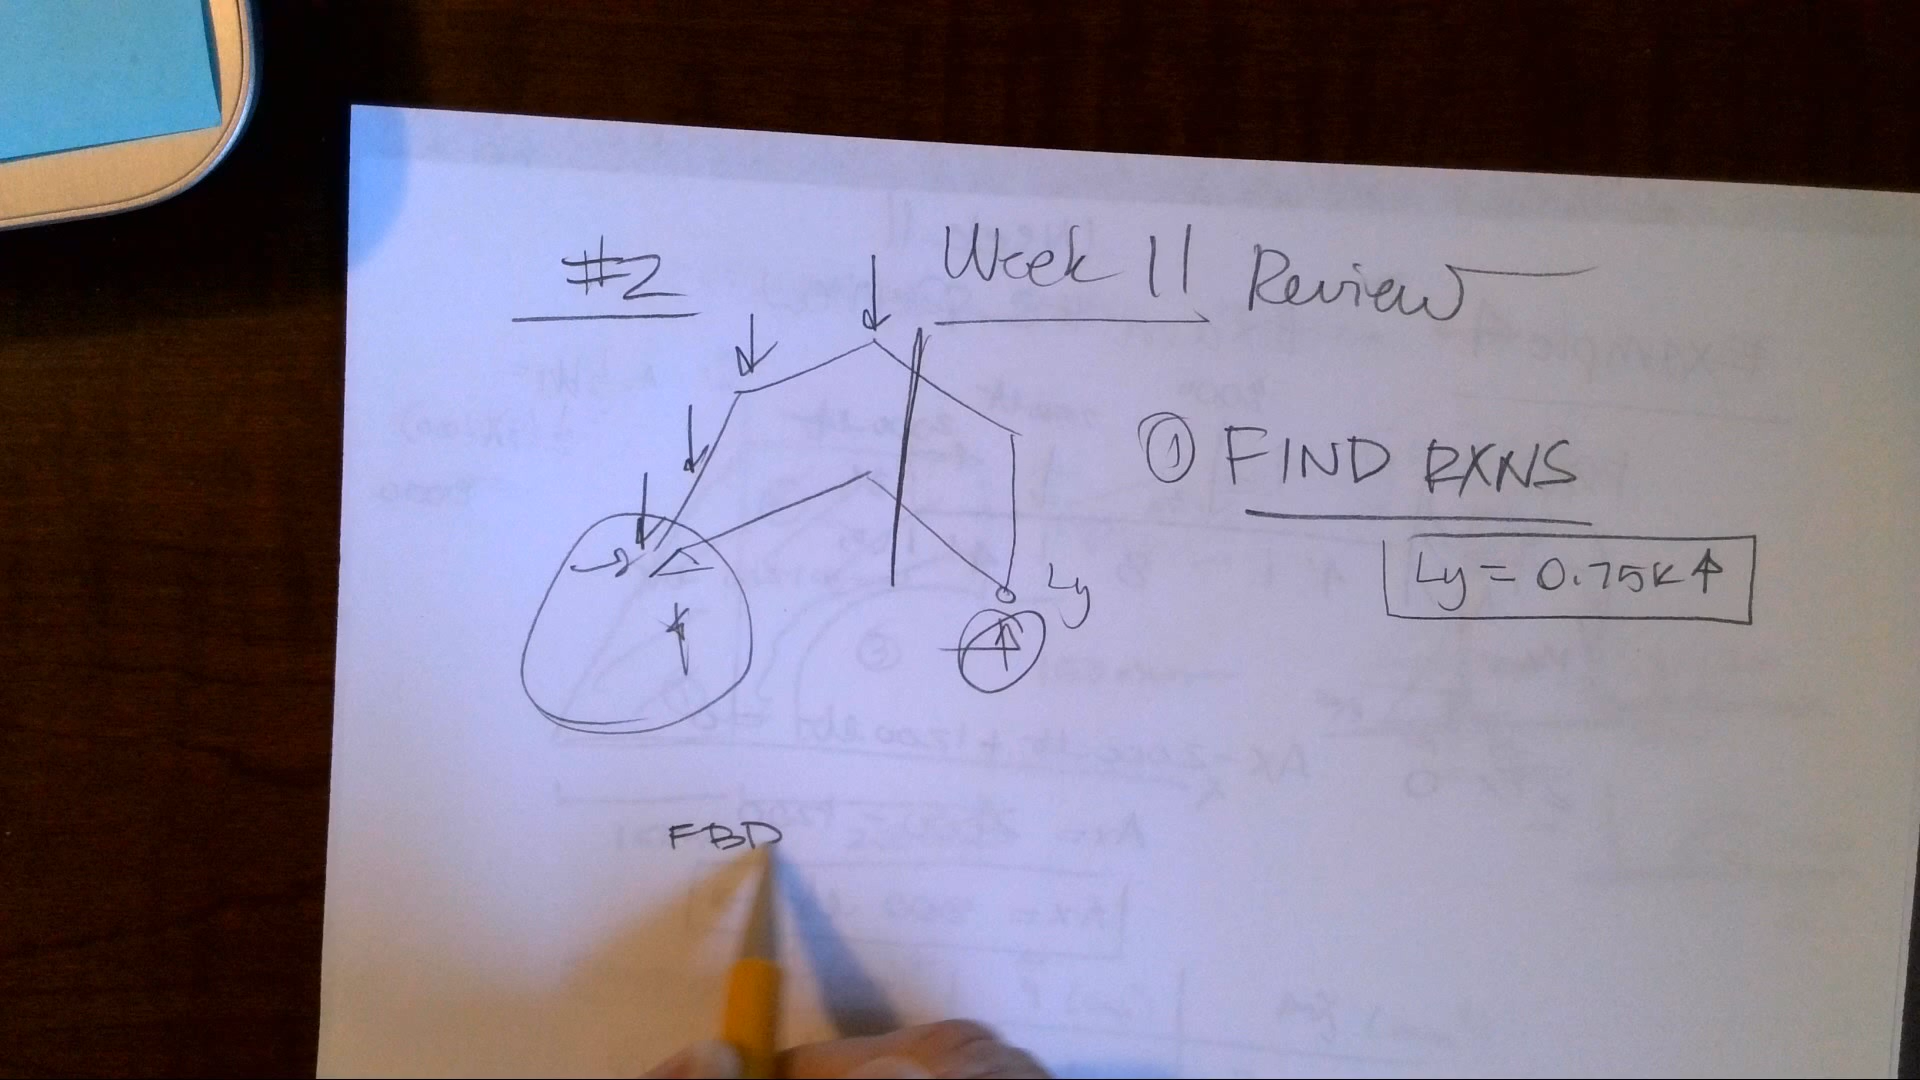 #2
Week 11 Review
① FIND RXNS
Ly
Ly = 0.75K↑
FBD